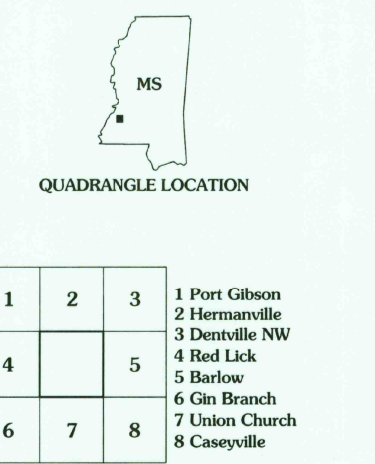 MS
QUADRANGLE LOCATION
1 2 3
4 5
6 7 8
1 Port Gibson
2 Hermanville
3 Dentville NW
4 Red Lick
5 Barlow
6 Gin Branch
7 Union Church
8 Caseyville